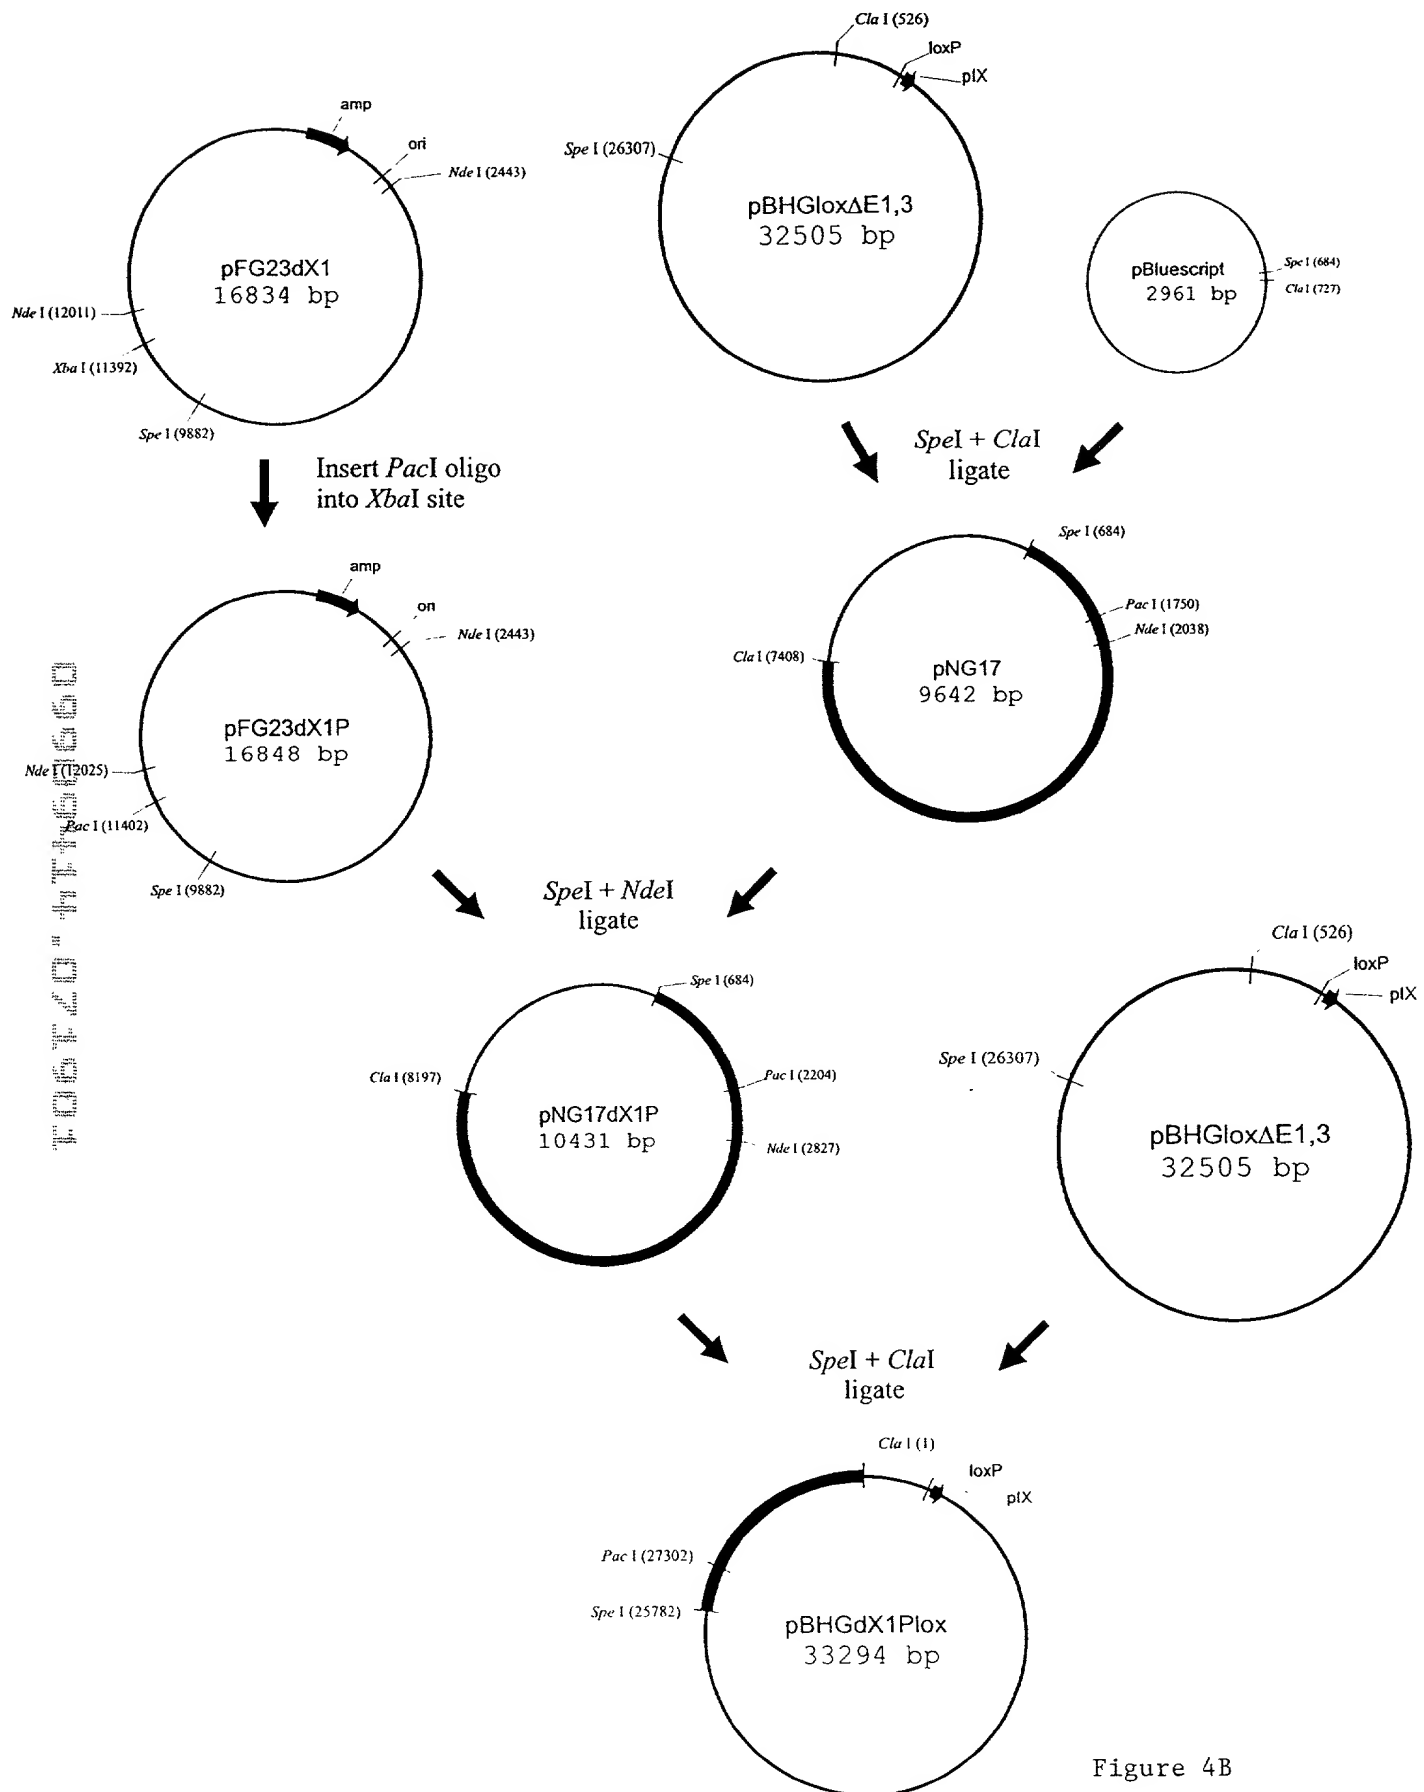 Cla I (526)
loxP
pIX
amp
ori
Nde I (2443)
Spe I (26307)
pBHGloxΔE1,3
32505 bp
pFG23dX1
16834 bp
pBluescript
2961 bp
Spe I (684)
Cla I (727)
Nde I (12011)
Xba I (11392)
Spe I (9882)
SpeI + ClaI
ligate
Insert PacI oligo
into XbaI site
Spe I (684)
amp
ori
Nde I (2443)
Pac I (1750)
Nde I (2038)
Cla I (7408)
pNG17
9642 bp
pFG23dX1P
16848 bp
Nde I (12025)
Pac I (11402)
Spe I (9882)
SpeI + NdeI
ligate
Cla I (526)
loxP
pIX
Spe I (684)
Spe I (26307)
Cla I (8197)
Pac I (2204)
pNG17dX1P
10431 bp
Nde I (2827)
pBHGloxΔE1,3
32505 bp
SpeI + ClaI
ligate
Cla I (1)
loxP
pIX
Pac I (27302)
Spe I (25782)
pBHGdX1Plox
33294 bp
Figure 4B